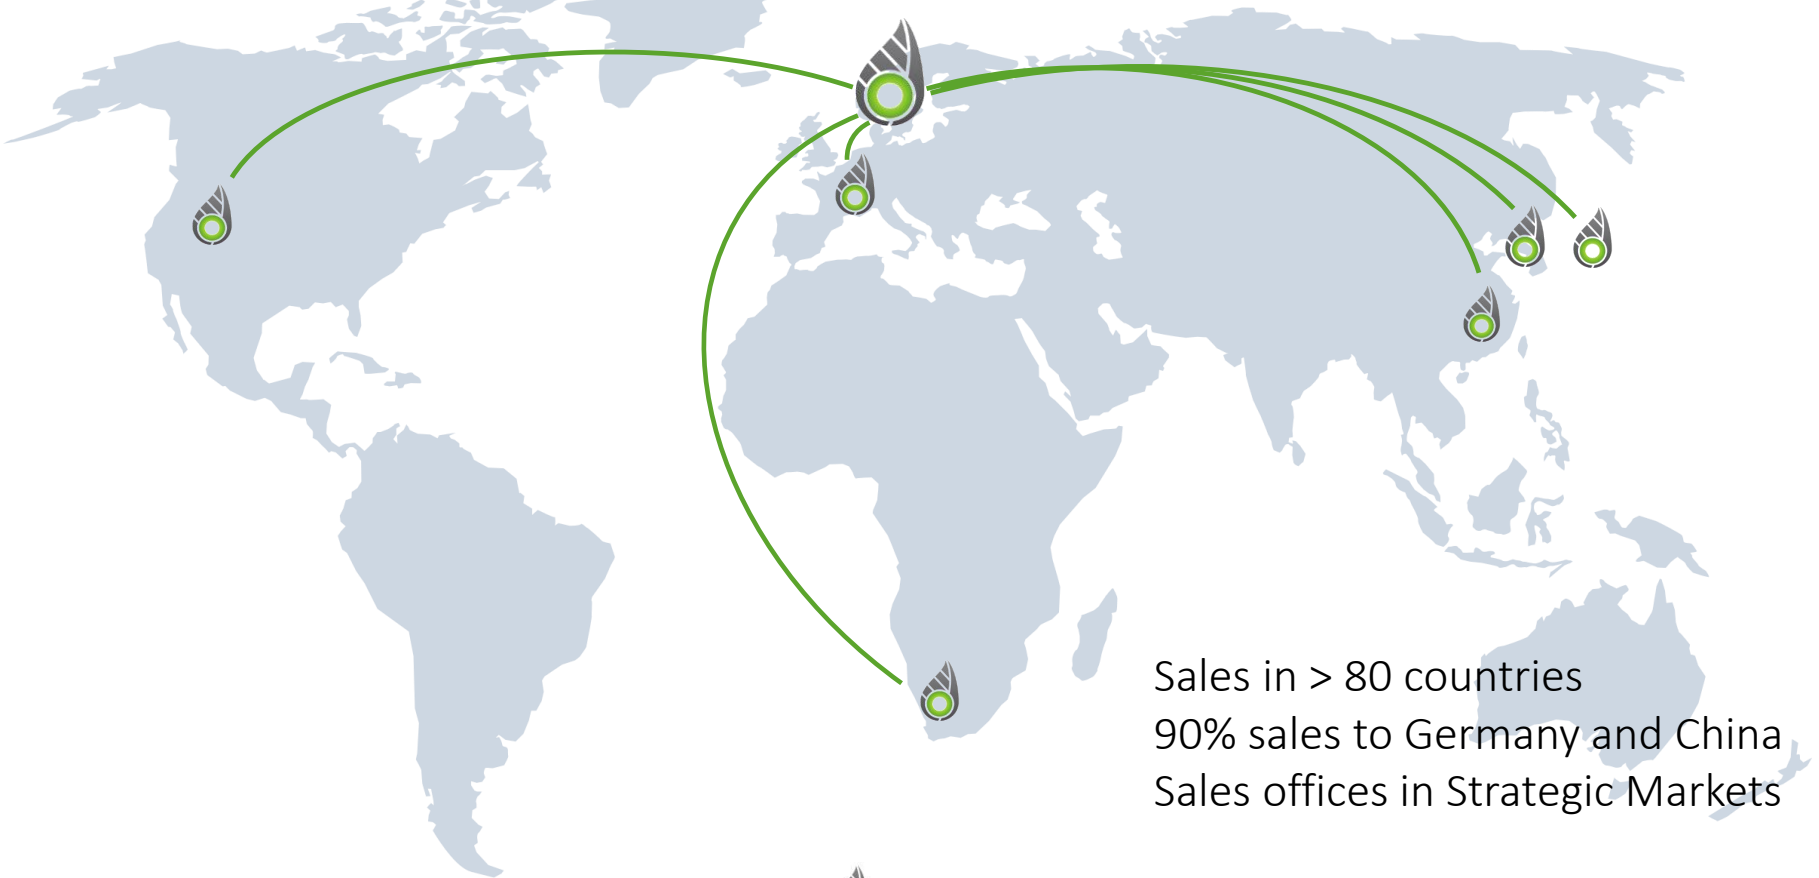 Sales in > 80 countries
90% sales to Germany and China
Sales offices in Strategic Markets